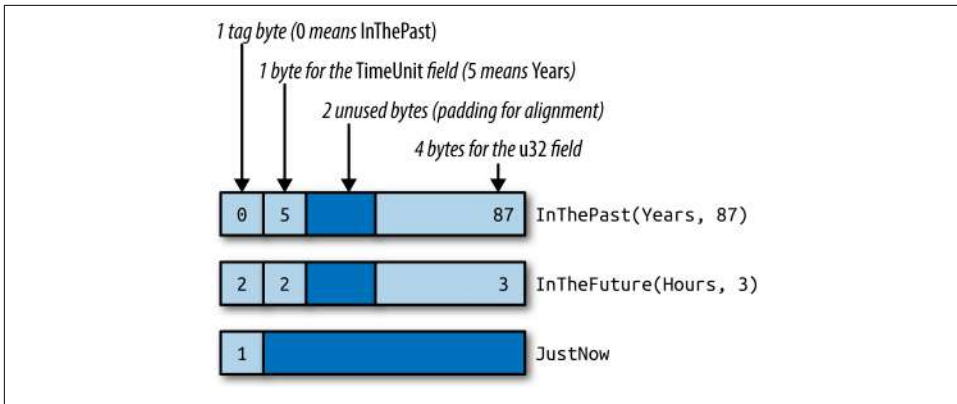 1 tag byte (0 means InThePast)
1 byte for the TimeUnit field (5 means Years)
2 unused bytes (padding for alignment)
4 bytes for the u32 field
0 5 87 InThePast(Years, 87)
2 2 3 InTheFuture(Hours, 3)
1 JustNow